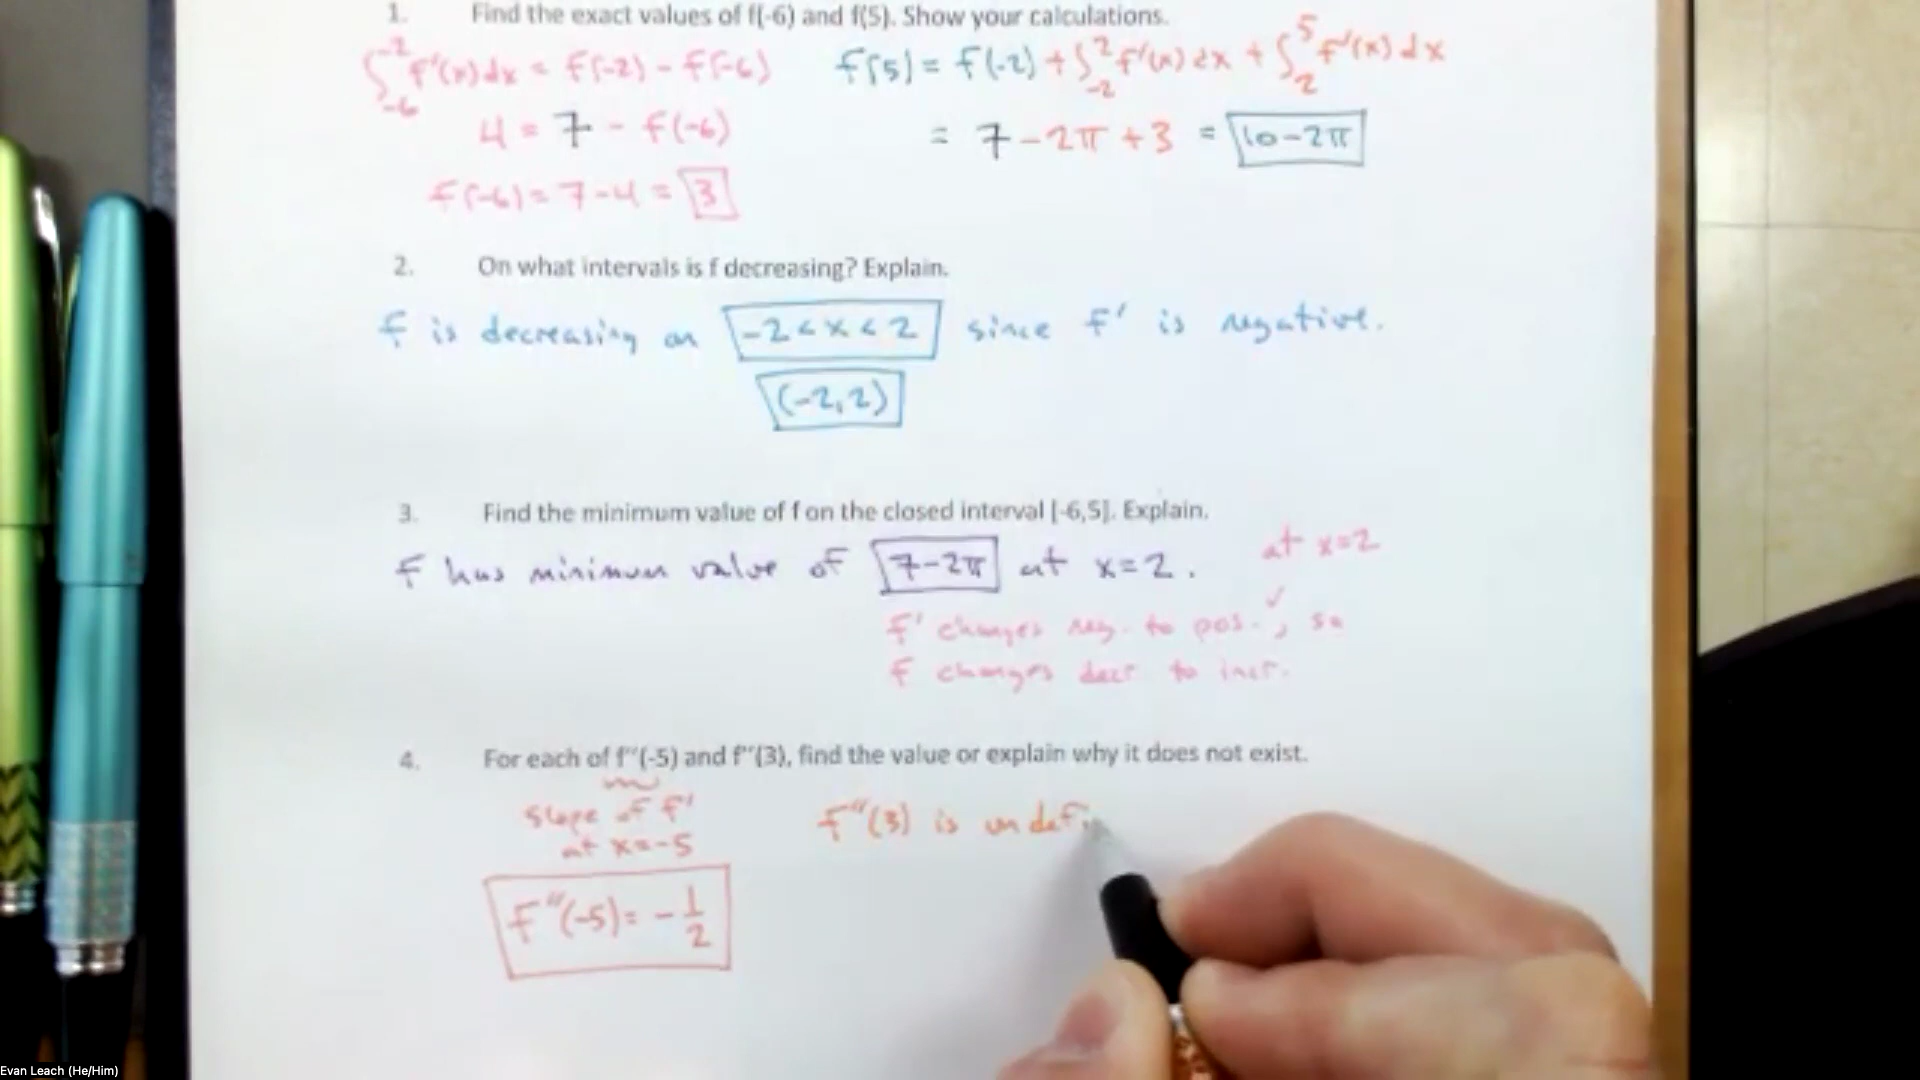 1. Find the exact values of f(-6) and f(5). Show your calculations.
∫_{-6}^{-2} f'(x)dx = f(-2) - f(-6)
4 = 7 - f(-6)
f(-6) = 7-4 = 3
f(5) = f(-2) + ∫_{-2}^{2} f'(x)dx + ∫_{2}^{5} f'(x)dx
= 7 - 2π + 3 = 10-2π
2. On what intervals is f decreasing? Explain.
f is decreasing on -2<x<2 since f' is negative.
(-2,2)
3. Find the minimum value of f on the closed interval [-6,5]. Explain.
f has minimum value of 7-2π at x=2.
at x=2
f' changes neg. to pos. ✓, so
f changes decr to incr.
4. For each of f''(-5) and f''(3), find the value or explain why it does not exist.
slope of f'
at x=-5
f''(-5) = -1/2
f''(3) is undefi
Evan Leach (He/Him)